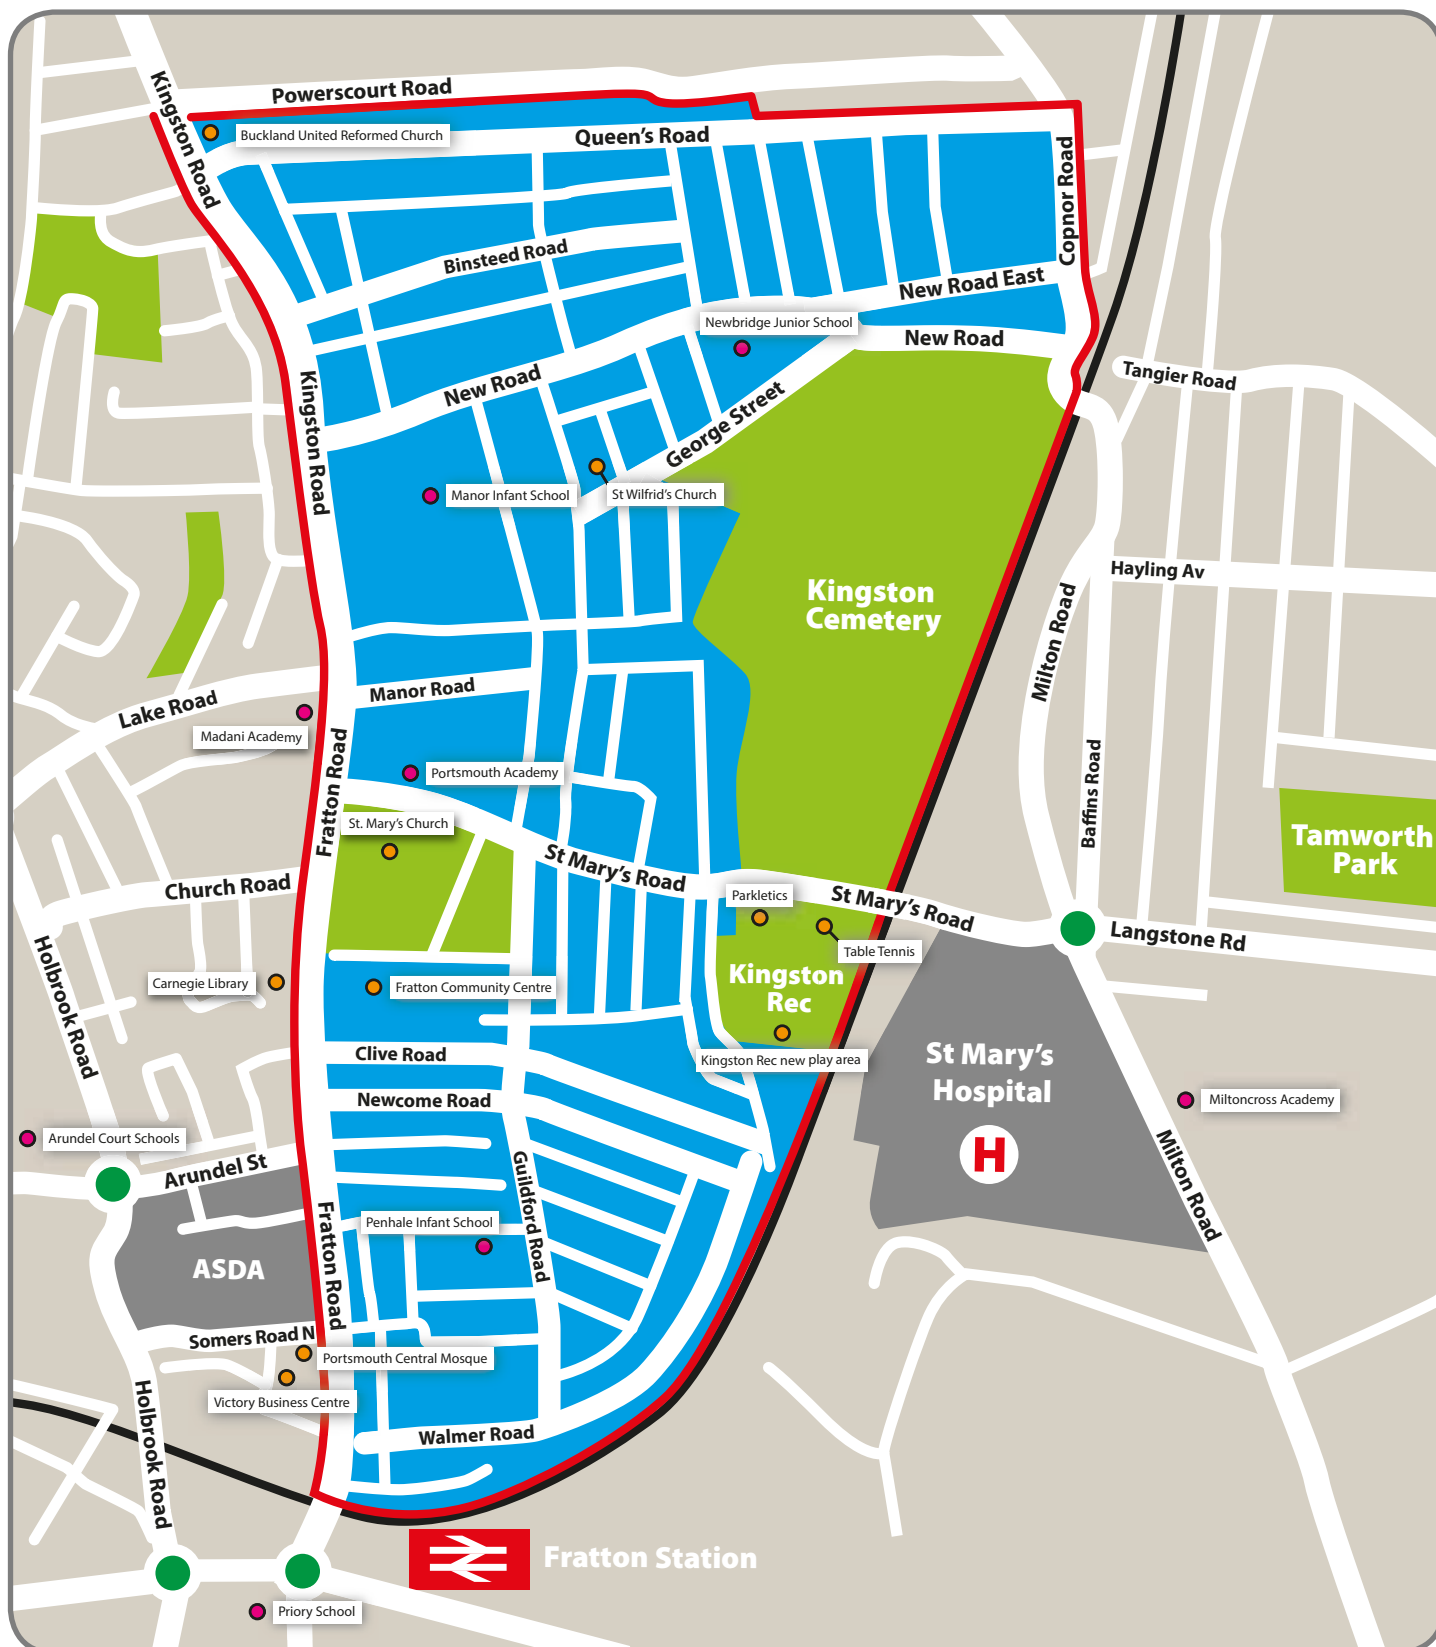 Powerscourt Road
Kingston Road
Buckland United Reformed Church
Queen's Road
Copnor Road
Binsteed Road
New Road East
Newbridge Junior School
New Road
Tangier Road
Kingston Road
New Road
George Street
Manor Infant School
St Wilfrid's Church
Hayling Av
Kingston
Cemetery
Milton Road
Manor Road
Lake Road
Madani Academy
Fratton Road
Portsmouth Academy
Baffins Road
St. Mary's Church
Tamworth
Park
St Mary's Road
Church Road
Parkletics
St Mary's Road
Langstone Rd
Table Tennis
Holbrook Road
Carnegie Library
Fratton Community Centre
Kingston
Rec
Clive Road
Kingston Rec new play area
St Mary's
Hospital
H
Newcome Road
Miltoncross Academy
Arundel Court Schools
Arundel St
Guildford Road
Milton Road
Penhale Infant School
Fratton Road
ASDA
Somers Road N
Portsmouth Central Mosque
Victory Business Centre
Holbrook Road
Walmer Road
Fratton Station
Priory School